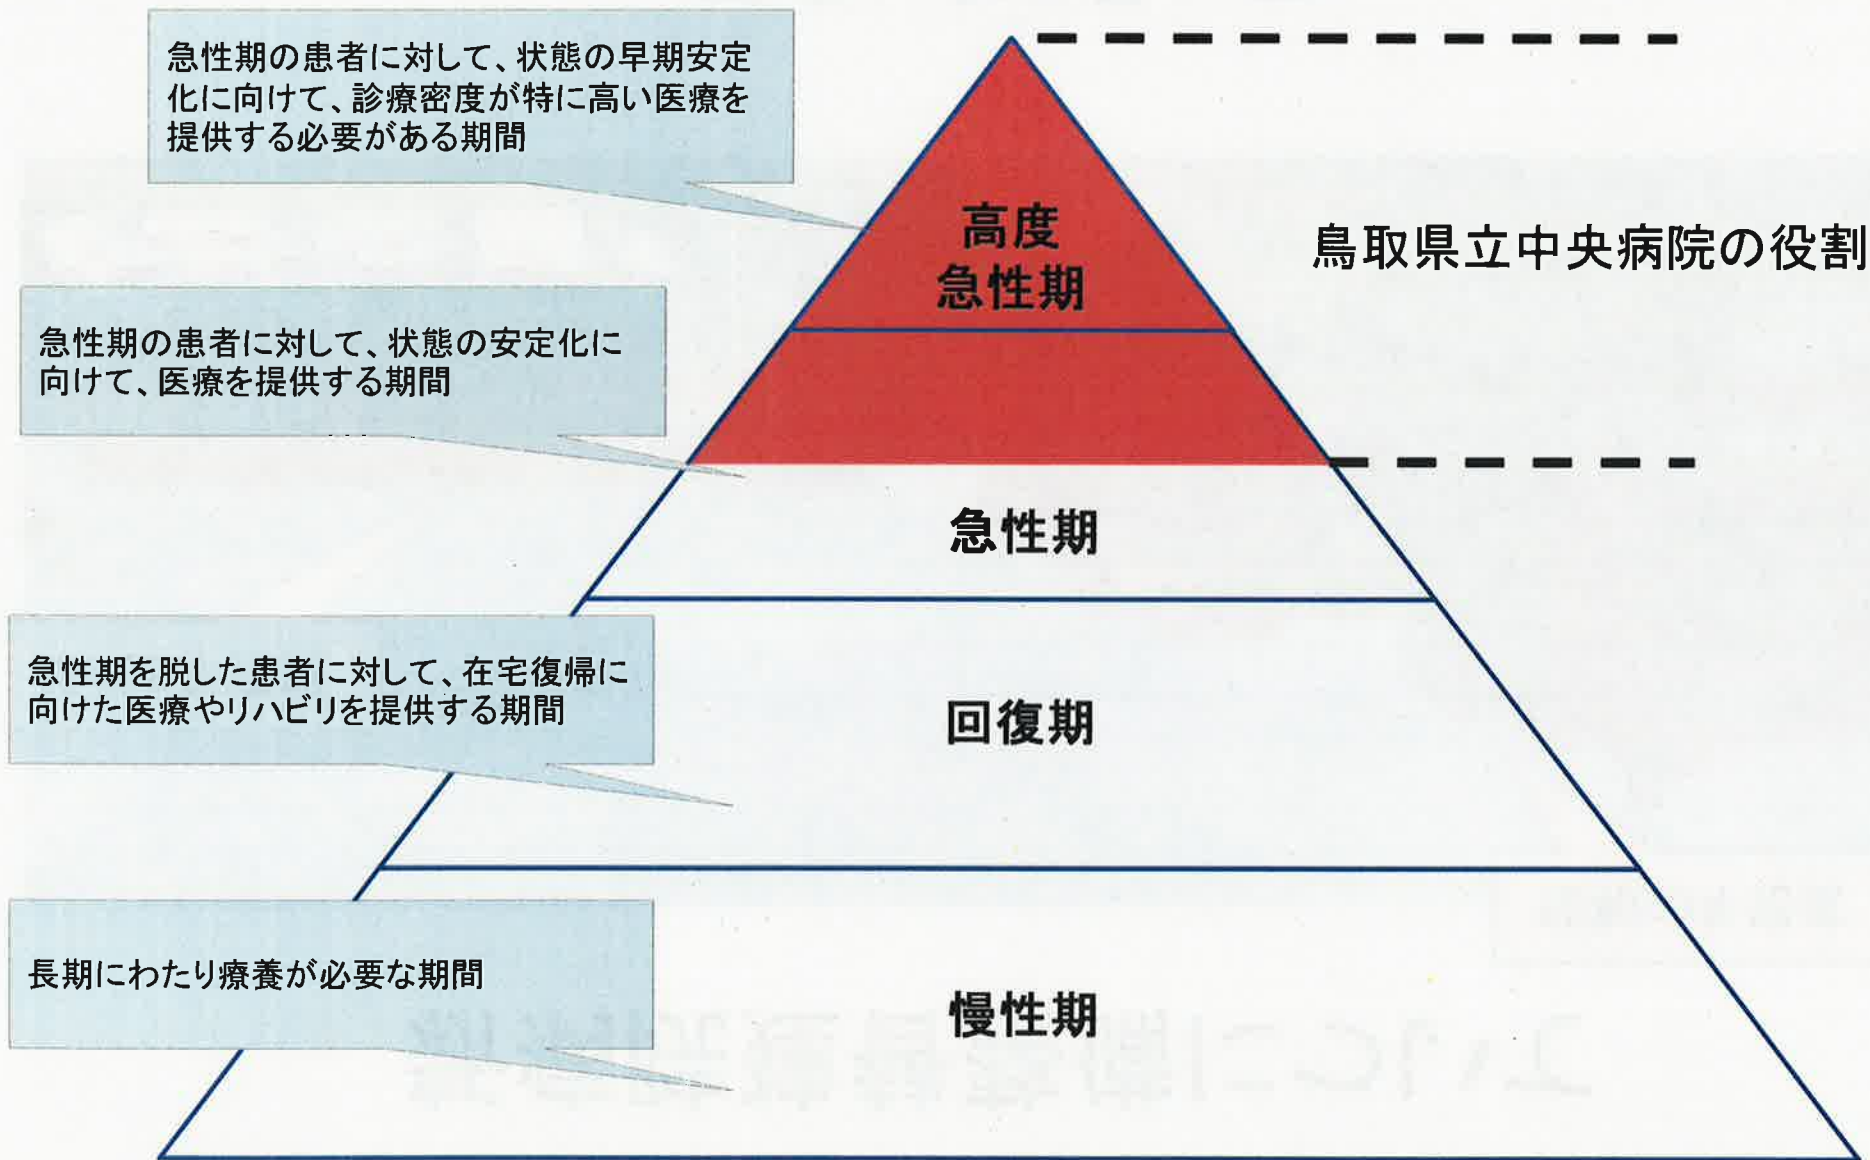 急性期の患者に対して、状態の早期安定
化に向けて、診療密度が特に高い医療を
提供する必要がある期間
高度
急性期
鳥取県立中央病院の役割
急性期の患者に対して、状態の安定化に
向けて、医療を提供する期間
急性期
急性期を脱した患者に対して、在宅復帰に
向けた医療やリハビリを提供する期間
回復期
長期にわたり療養が必要な期間
慢性期